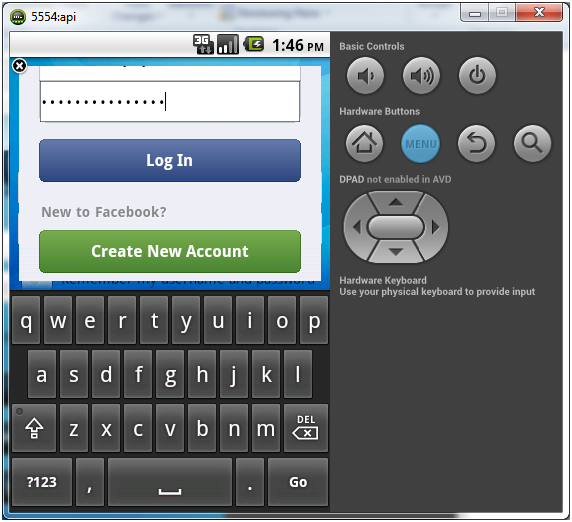 5554:api
3G 1:46 PM
•••••••••••••••
Log In
New to Facebook?
Create New Account
Remember my username and password
q w e r t y u i o p
a s d f g h j k l
z x c v b n m DEL
?123 , . Go
Basic Controls
Hardware Buttons
MENU
DPAD not enabled in AVD
Hardware Keyboard
Use your physical keyboard to provide input